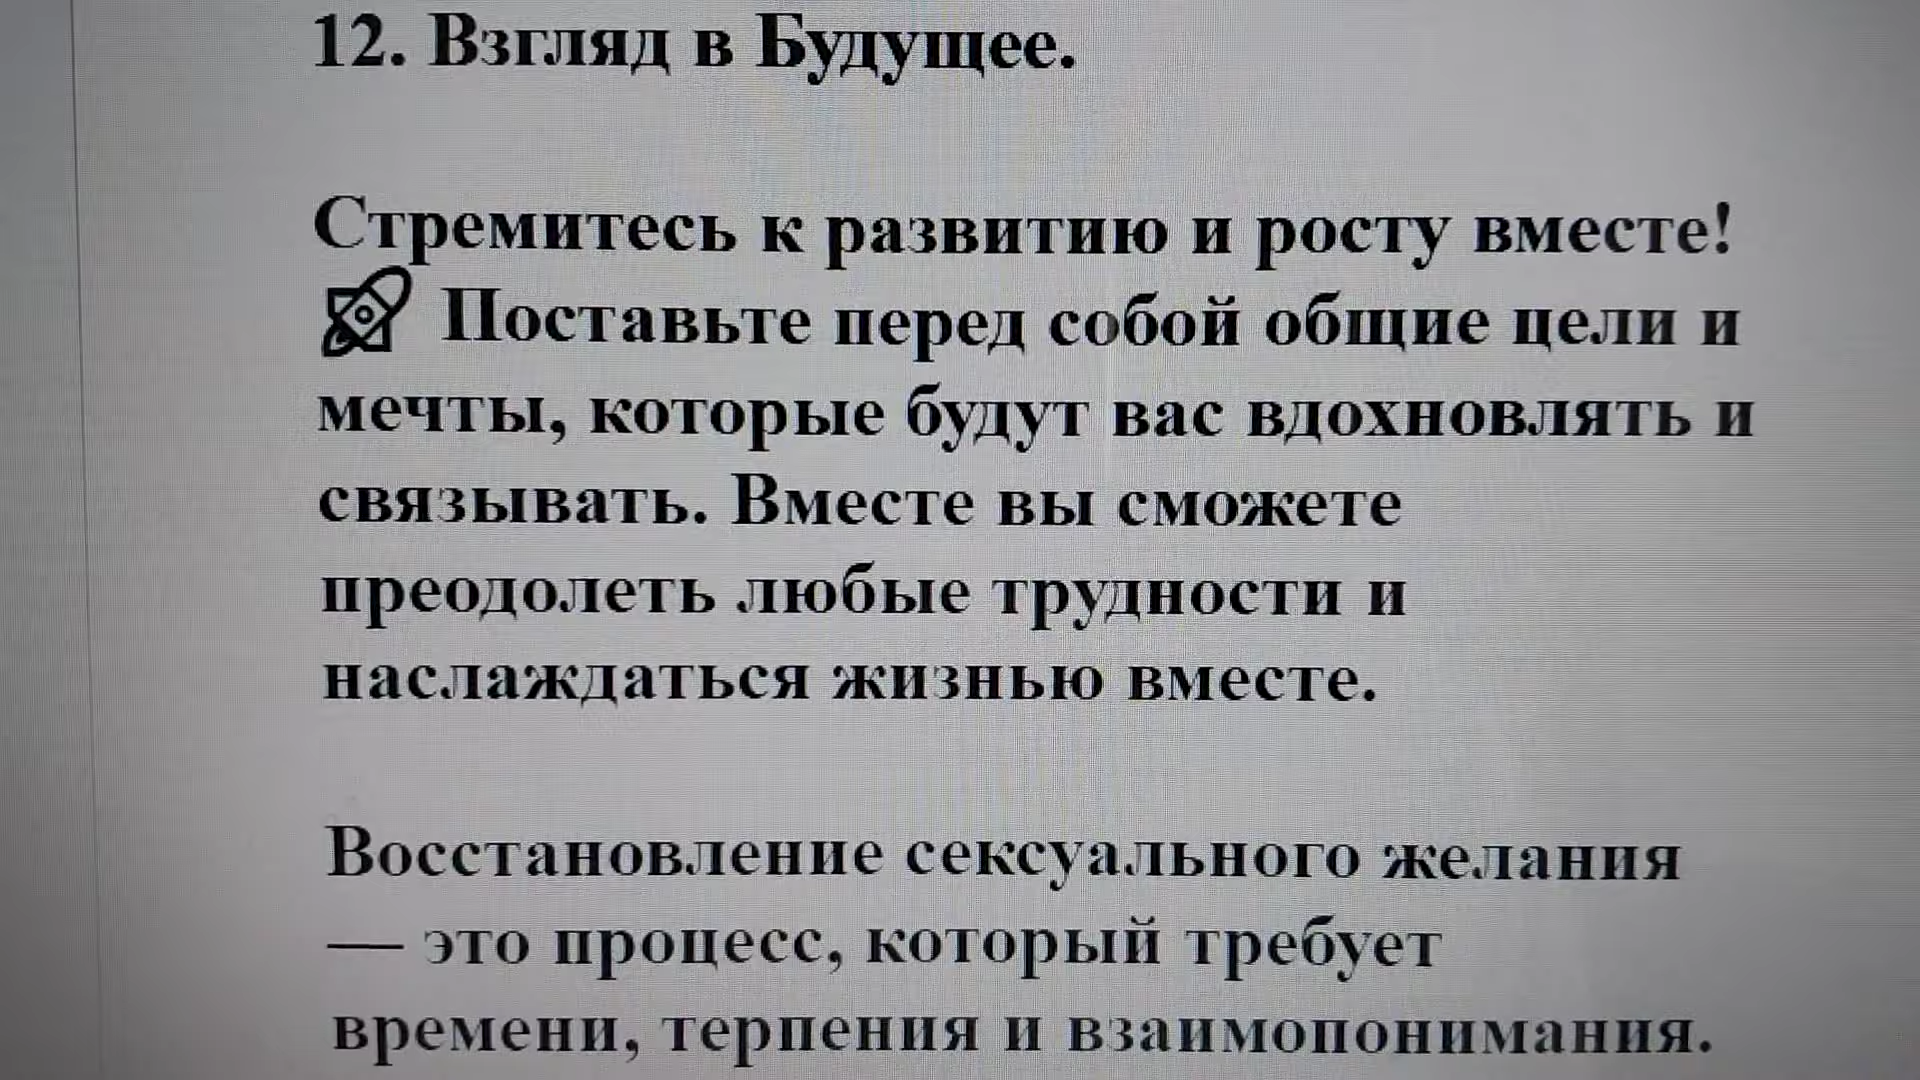 12. Взгляд в Будущее.
Стремитесь к развитию и росту вместе!
🚀 Поставьте перед собой общие цели и
мечты, которые будут вас вдохновлять и
связывать. Вместе вы сможете
преодолеть любые трудности и
наслаждаться жизнью вместе.
Восстановление сексуального желания
— это процесс, который требует
времени, терпения и взаимопонимания.